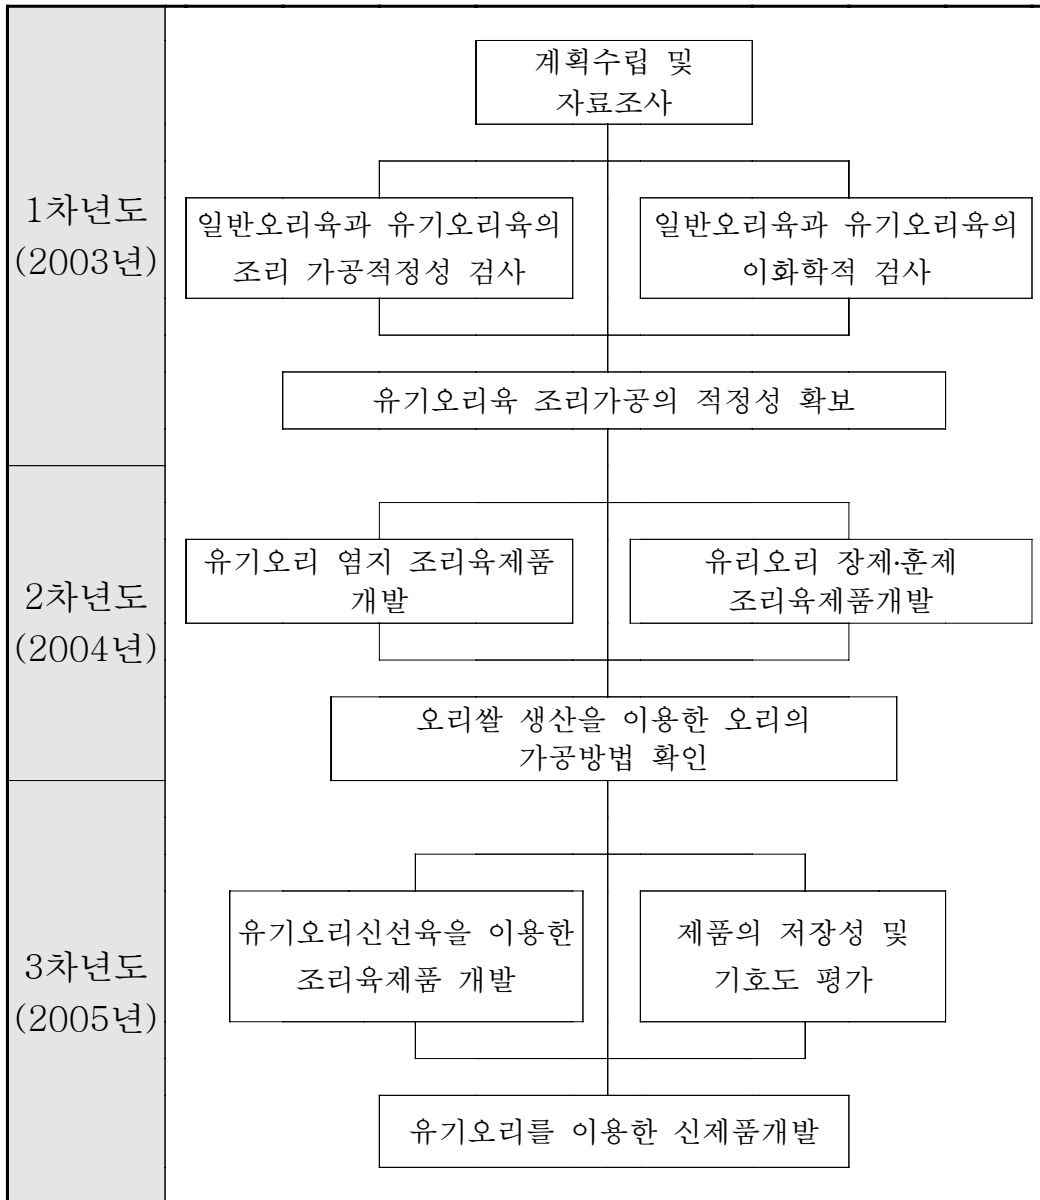 계획수립 및
자료조사
1차년도
(2003년)
일반오리육과 유기오리육의
조리 가공적정성 검사
일반오리육과 유기오리육의
이화학적 검사
유기오리육 조리가공의 적정성 확보
2차년도
(2004년)
유기오리 염지 조리육제품
개발
유리오리 장제·훈제
조리육제품개발
오리쌀 생산을 이용한 오리의
가공방법 확인
3차년도
(2005년)
유기오리신선육을 이용한
조리육제품 개발
제품의 저장성 및
기호도 평가
유기오리를 이용한 신제품개발